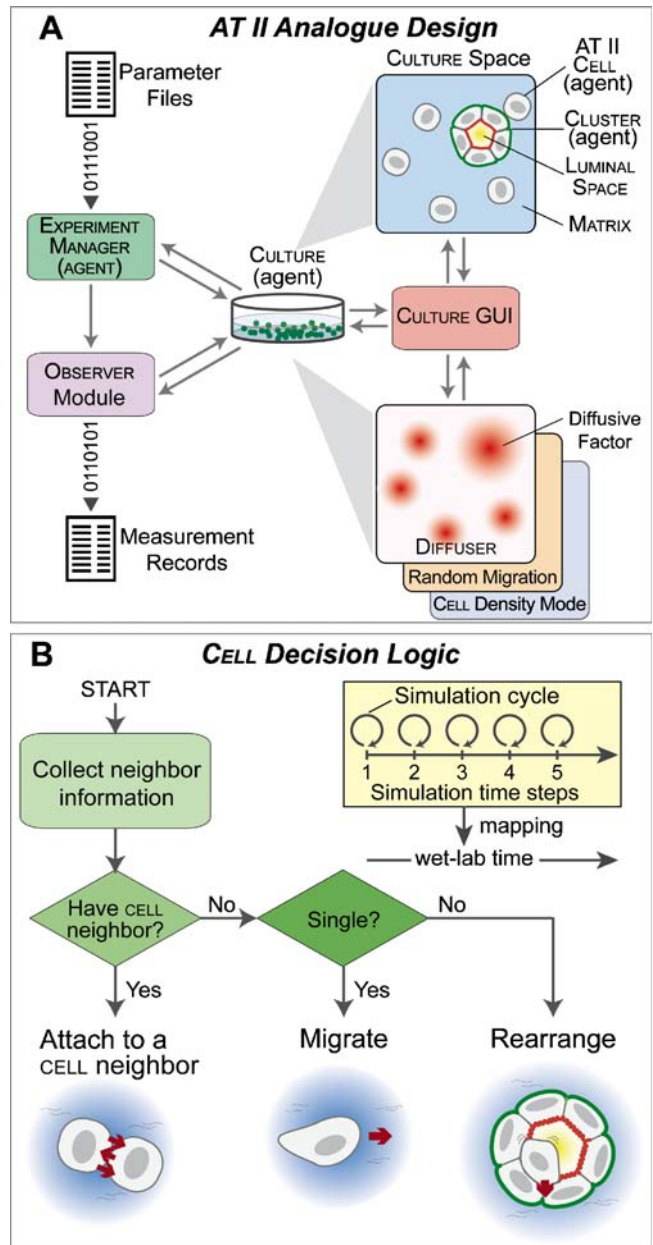 A
AT II Analogue Design
Parameter
Files
0111001
EXPERIMENT
MANAGER
(AGENT)
OBSERVER
Module
0110101
Measurement
Records
CULTURE
(agent)
CULTURE Space
AT II
CELL
(agent)
CLUSTER
(agent)
LUMINAL
SPACE
MATRIX
CULTURE GUI
Diffusive
Factor
DIFFUSER
Random Migration
CELL Density Mode
B
CELL Decision Logic
START
Collect neighbor
information
Simulation cycle
1 2 3 4 5
Simulation time steps
mapping
wet-lab time
Have CELL
neighbor?
No
Single?
No
Yes
Yes
Attach to a
CELL neighbor
Migrate
Rearrange